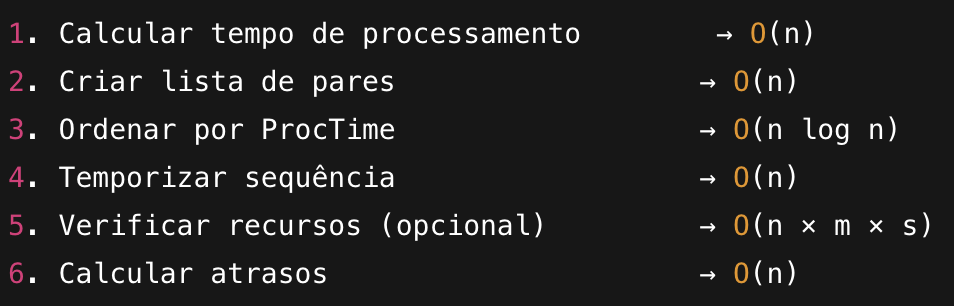 1. Calcular tempo de processamento → O(n)
2. Criar lista de pares → O(n)
3. Ordenar por ProcTime → O(n log n)
4. Temporizar sequência → O(n)
5. Verificar recursos (opcional) → O(n × m × s)
6. Calcular atrasos → O(n)